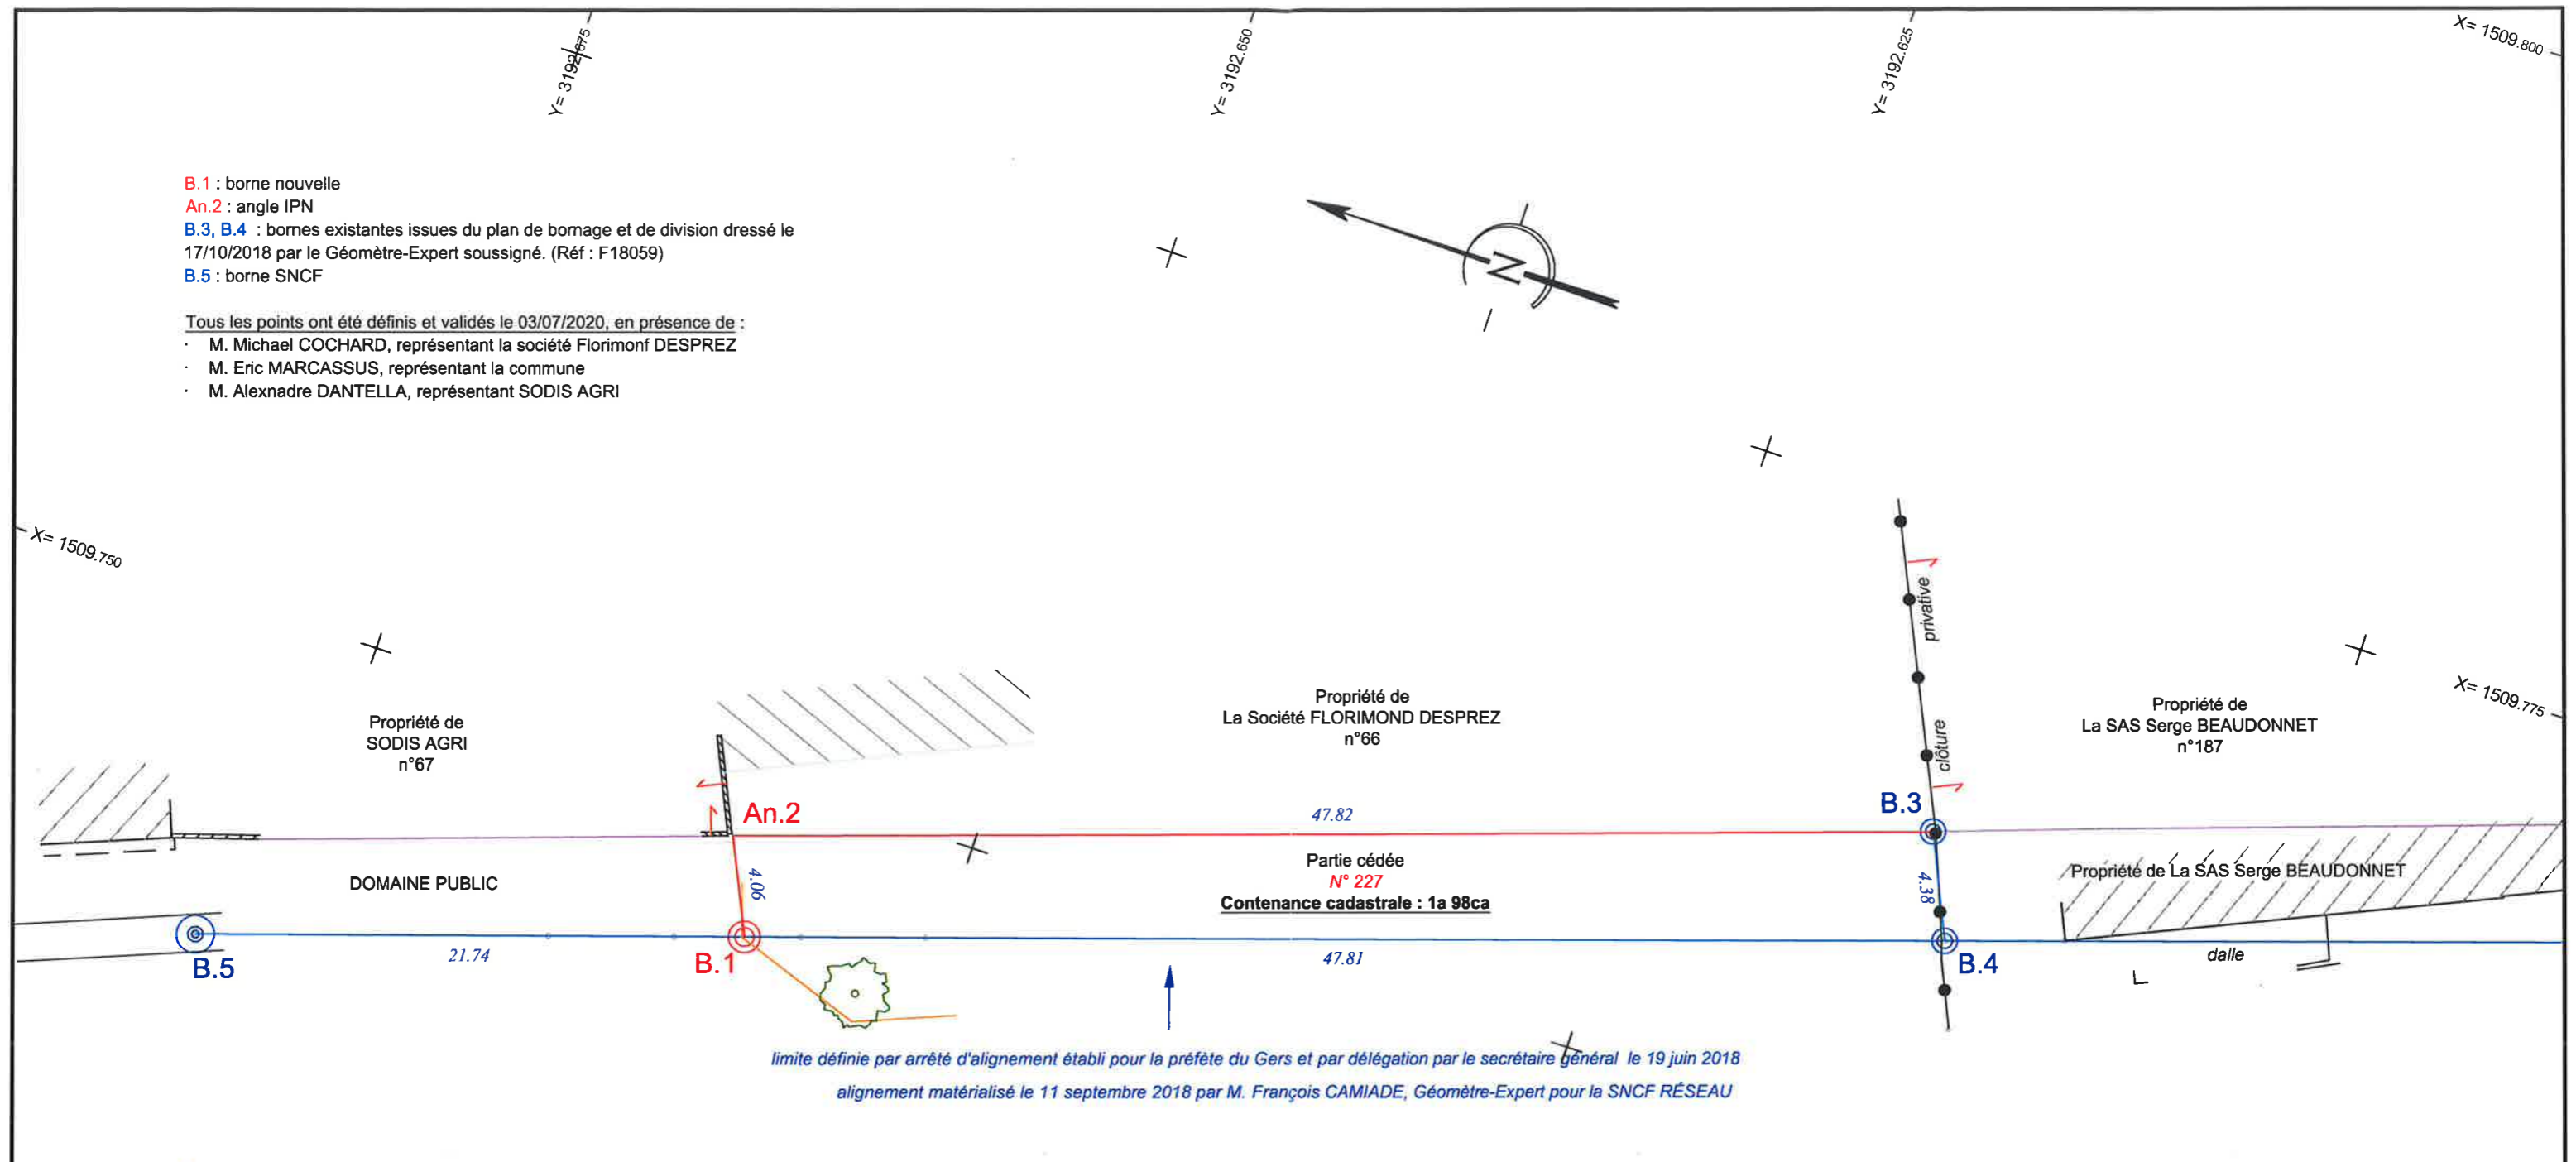 Y= 3192.675
Y= 3192.650
Y= 3192.625
X= 1509.800
B.1 : borne nouvelle
An.2 : angle IPN
B.3, B.4 : bornes existantes issues du plan de bornage et de division dressé le
17/10/2018 par le Géomètre-Expert soussigné. (Réf : F18059)
B.5 : borne SNCF
Tous les points ont été définis et validés le 03/07/2020, en présence de :
· M. Michael COCHARD, représentant la société Florimonf DESPREZ
· M. Eric MARCASSUS, représentant la commune
· M. Alexnadre DANTELLA, représentant SODIS AGRI
N
X= 1509.750
privative
clôture
X= 1509.775
Propriété de
SODIS AGRI
n°67
Propriété de
La Société FLORIMOND DESPREZ
n°66
Propriété de
La SAS Serge BEAUDONNET
n°187
An.2
47.82
B.3
DOMAINE PUBLIC
4.06
Partie cédée
N° 227
Contenance cadastrale : 1a 98ca
4.38
Propriété de La SAS Serge BEAUDONNET
B.5
21.74
B.1
47.81
B.4
dalle
limite définie par arrêté d'alignement établi pour la préfète du Gers et par délégation par le secrétaire général le 19 juin 2018
alignement matérialisé le 11 septembre 2018 par M. François CAMIADE, Géomètre-Expert pour la SNCF RÉSEAU